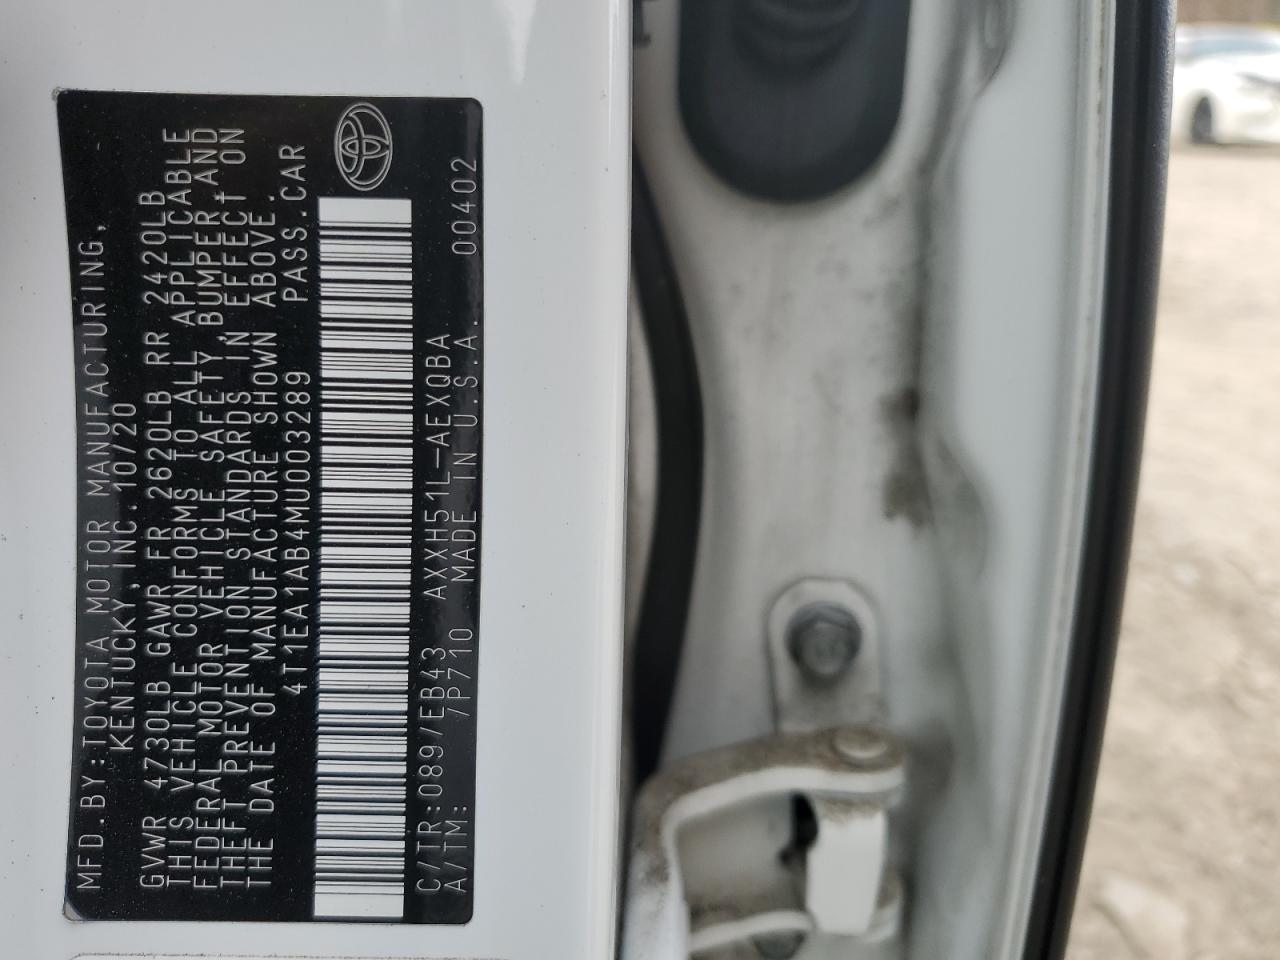 MFD.BY:TOYOTA MOTOR MANUFACTURING,
KENTUCKY,INC. 10/20
GVWR 4730LB GAWR FR 2620LB RR 2420LB
THIS VEHICLE CONFORMS TO ALL APPLICABLE
FEDERAL MOTOR VEHICLE SAFETY,BUMPER,AND
THEFT PREVENTION STANDARDS IN EFFECT ON
THE DATE OF MANUFACTURE SHOWN ABOVE.
4T1EA1AB4MU003289 PASS.CAR
C/TR:089/EB43 AXXH51L-AEXQBA
A/TM: 7P710 MADE IN U.S.A. 00402